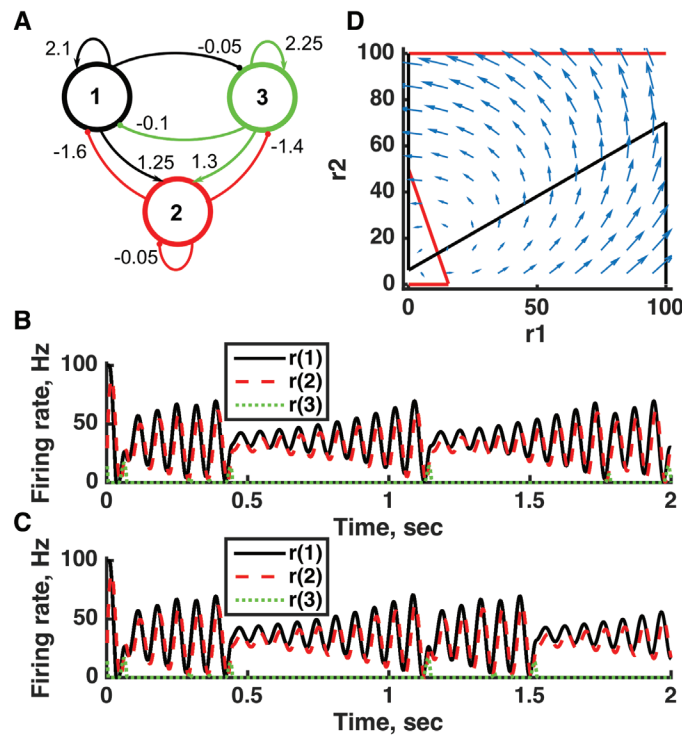 A
2.1
-0.05
2.25
1
3
-0.1
-1.6
1.25
1.3
-1.4
2
-0.05
D
100
80
60
40
20
0
r2
0
50
100
r1
B
Firing rate, Hz
100
50
0
r(1)
r(2)
r(3)
0
0.5
1
1.5
2
Time, sec
C
Firing rate, Hz
100
50
0
r(1)
r(2)
r(3)
0
0.5
1
1.5
2
Time, sec